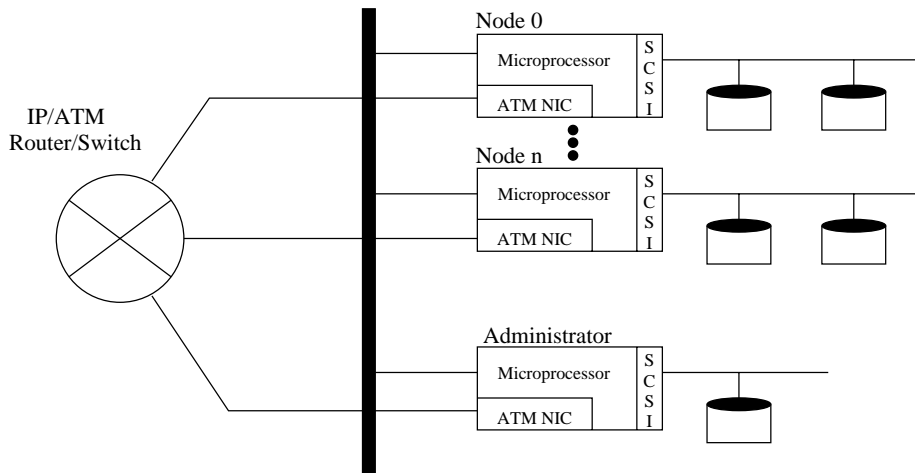 Node 0
Microprocessor
S
C
S
I
ATM NIC
IP/ATM
Router/Switch
Node n
Microprocessor
S
C
S
I
ATM NIC
Administrator
Microprocessor
S
C
S
I
ATM NIC